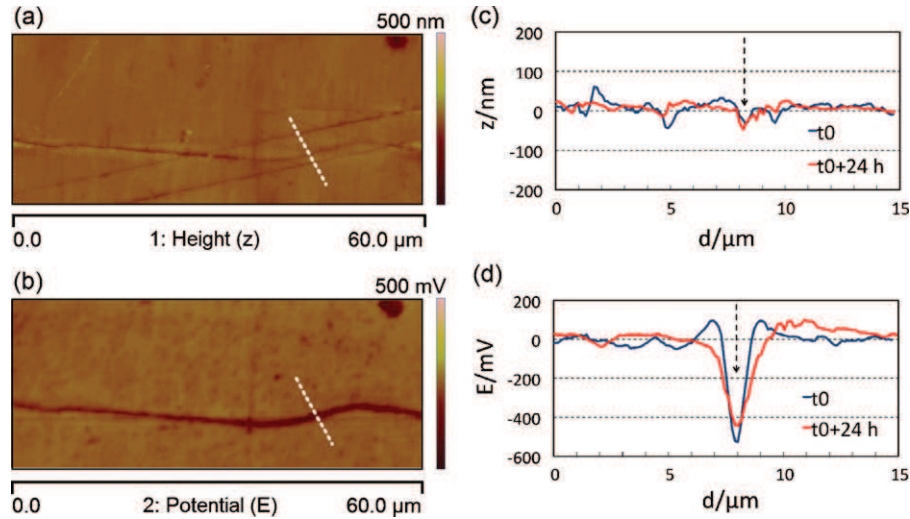 (a)
500 nm
0.0
1: Height (z)
60.0 µm
(b)
500 mV
0.0
2: Potential (E)
60.0 µm
(c)
z/nm
200
100
0
-100
-200
t0
t0+24 h
0
5
10
15
d/µm
(d)
E/mV
200
0
-200
-400
-600
t0
t0+24 h
0
5
10
15
d/µm